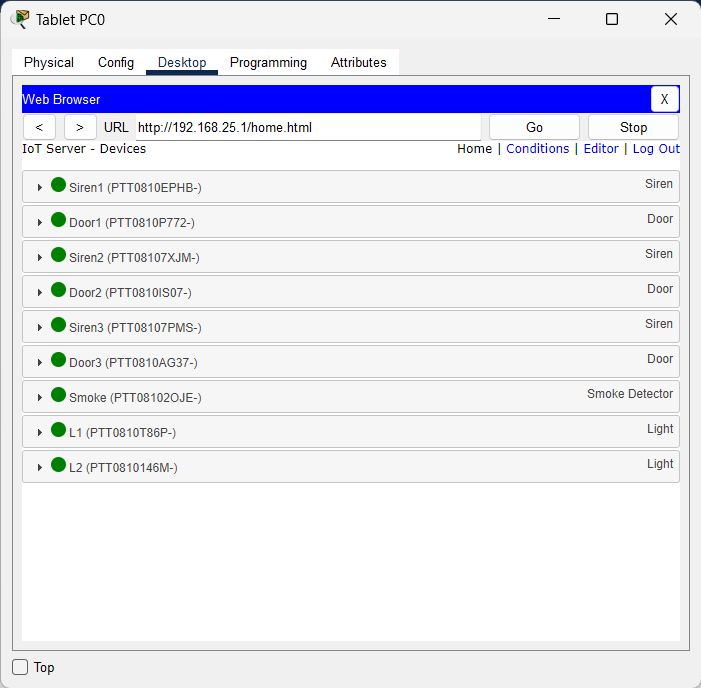 Tablet PC0
Physical Config Desktop Programming Attributes
Web Browser X
< > URL http://192.168.25.1/home.html Go Stop
IoT Server - Devices Home | Conditions | Editor | Log Out
Siren1 (PTT0810EPHB-) Siren
Door1 (PTT0810P772-) Door
Siren2 (PTT08107XJM-) Siren
Door2 (PTT0810IS07-) Door
Siren3 (PTT08107PMS-) Siren
Door3 (PTT0810AG37-) Door
Smoke (PTT08102OJE-) Smoke Detector
L1 (PTT0810T86P-) Light
L2 (PTT0810146M-) Light
Top